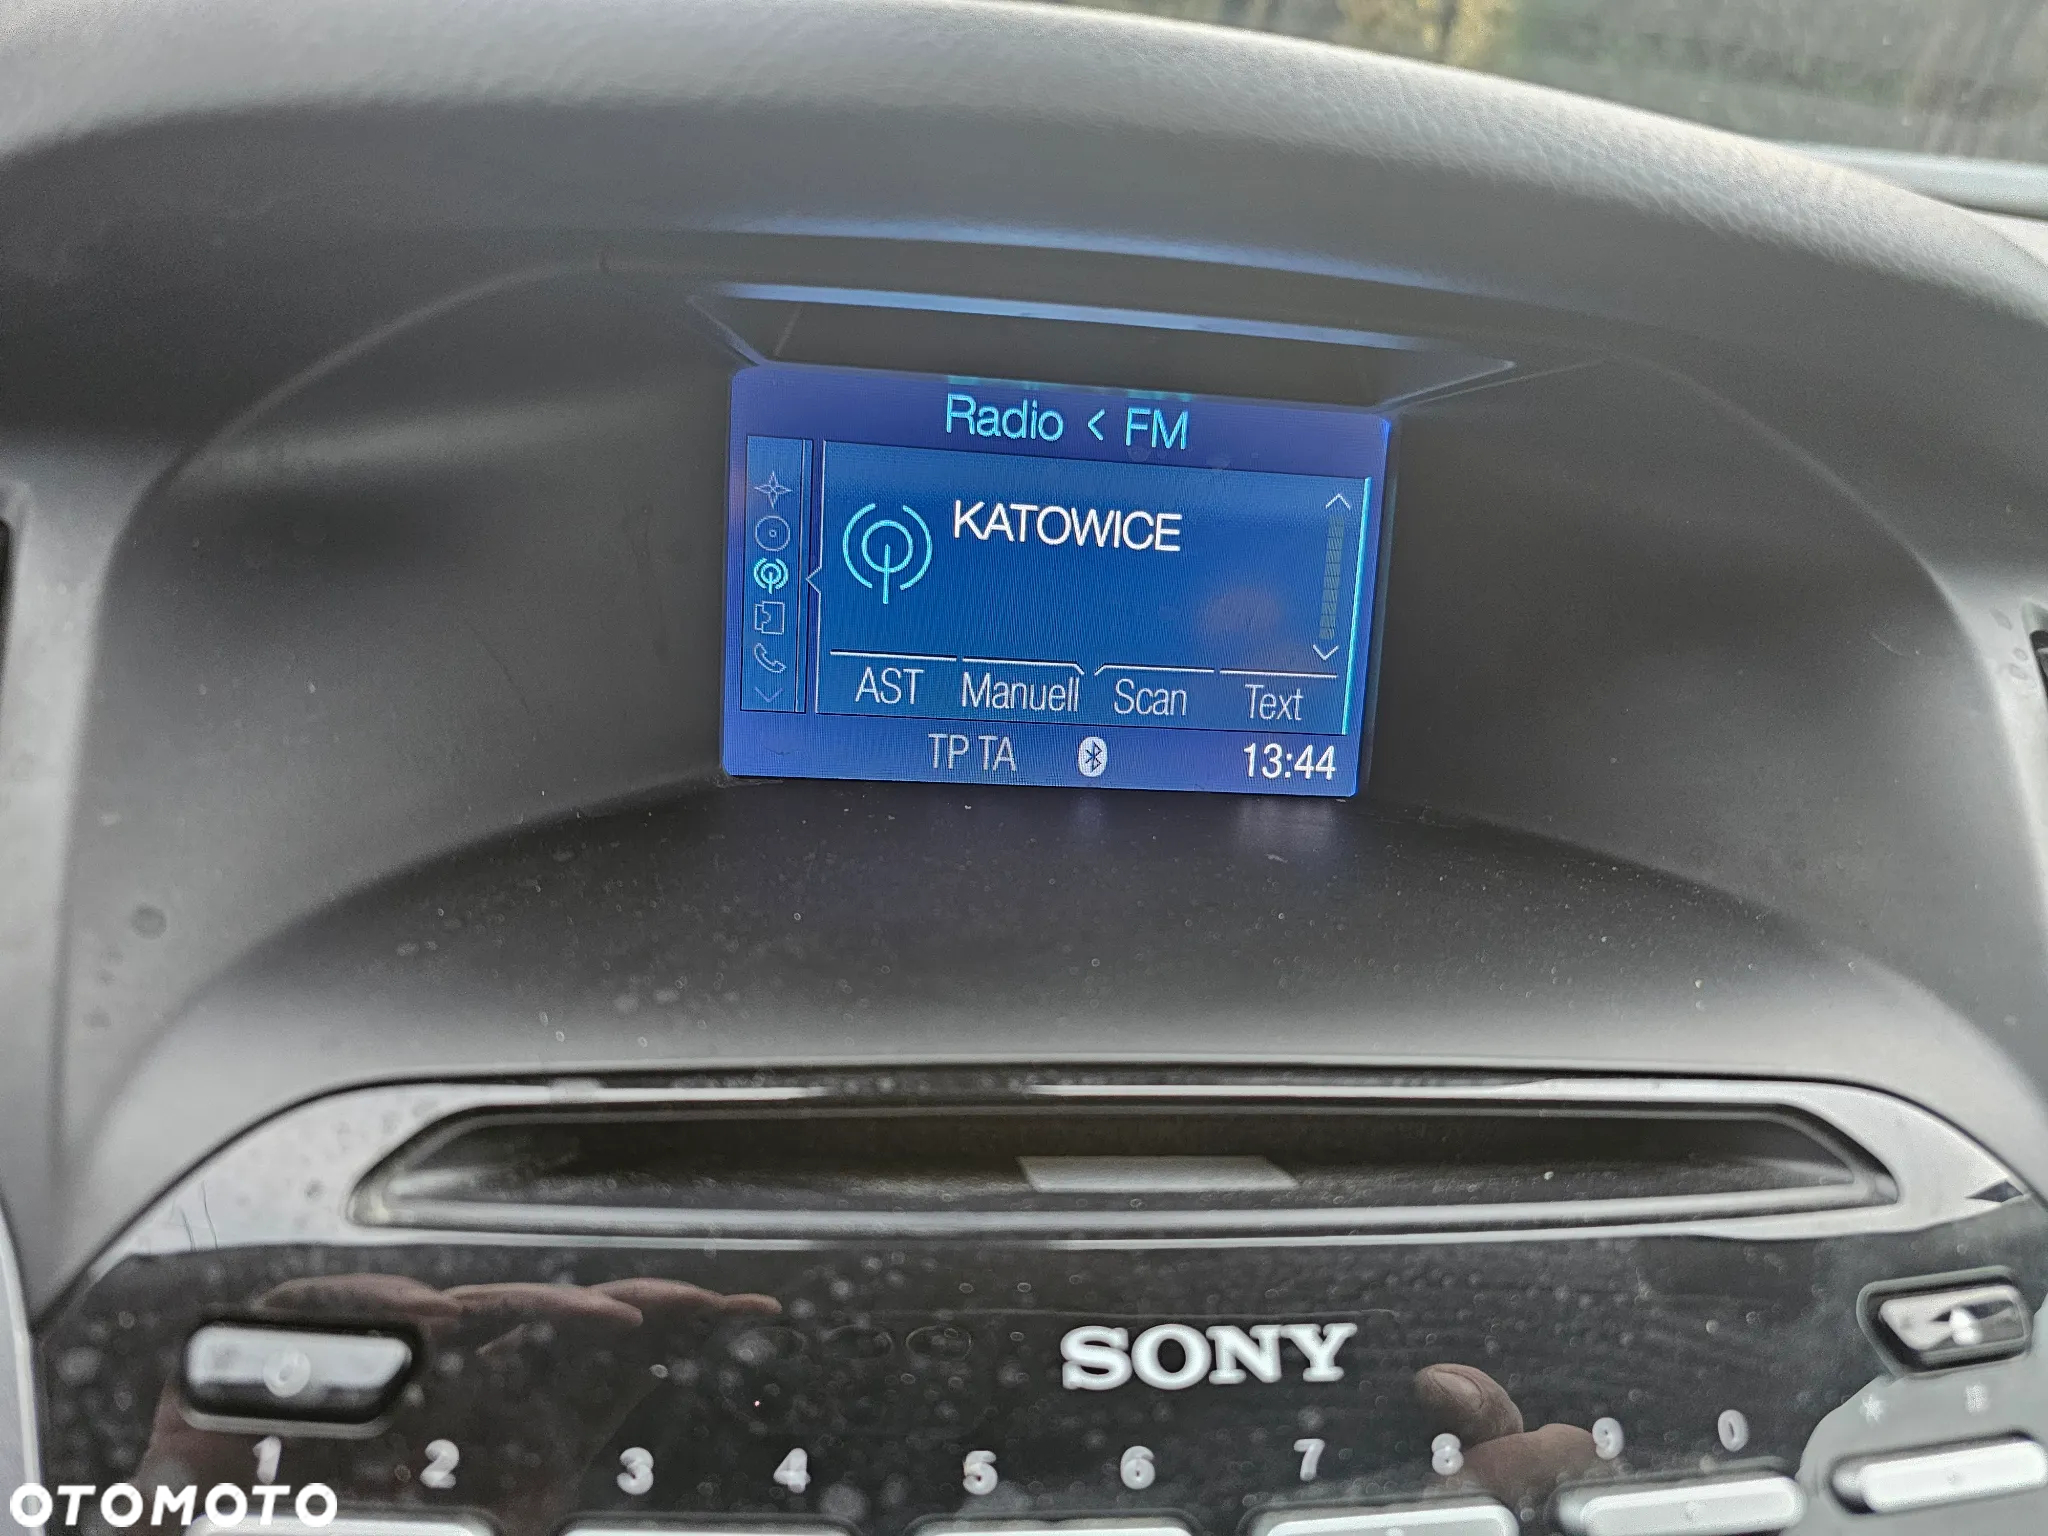 Radio < FM
KATOWICE
AST Manuell Scan Text
TP TA 13:44
SONY
1 2 3 4 5 6 7 8 9 0 * #
OTOMOTO